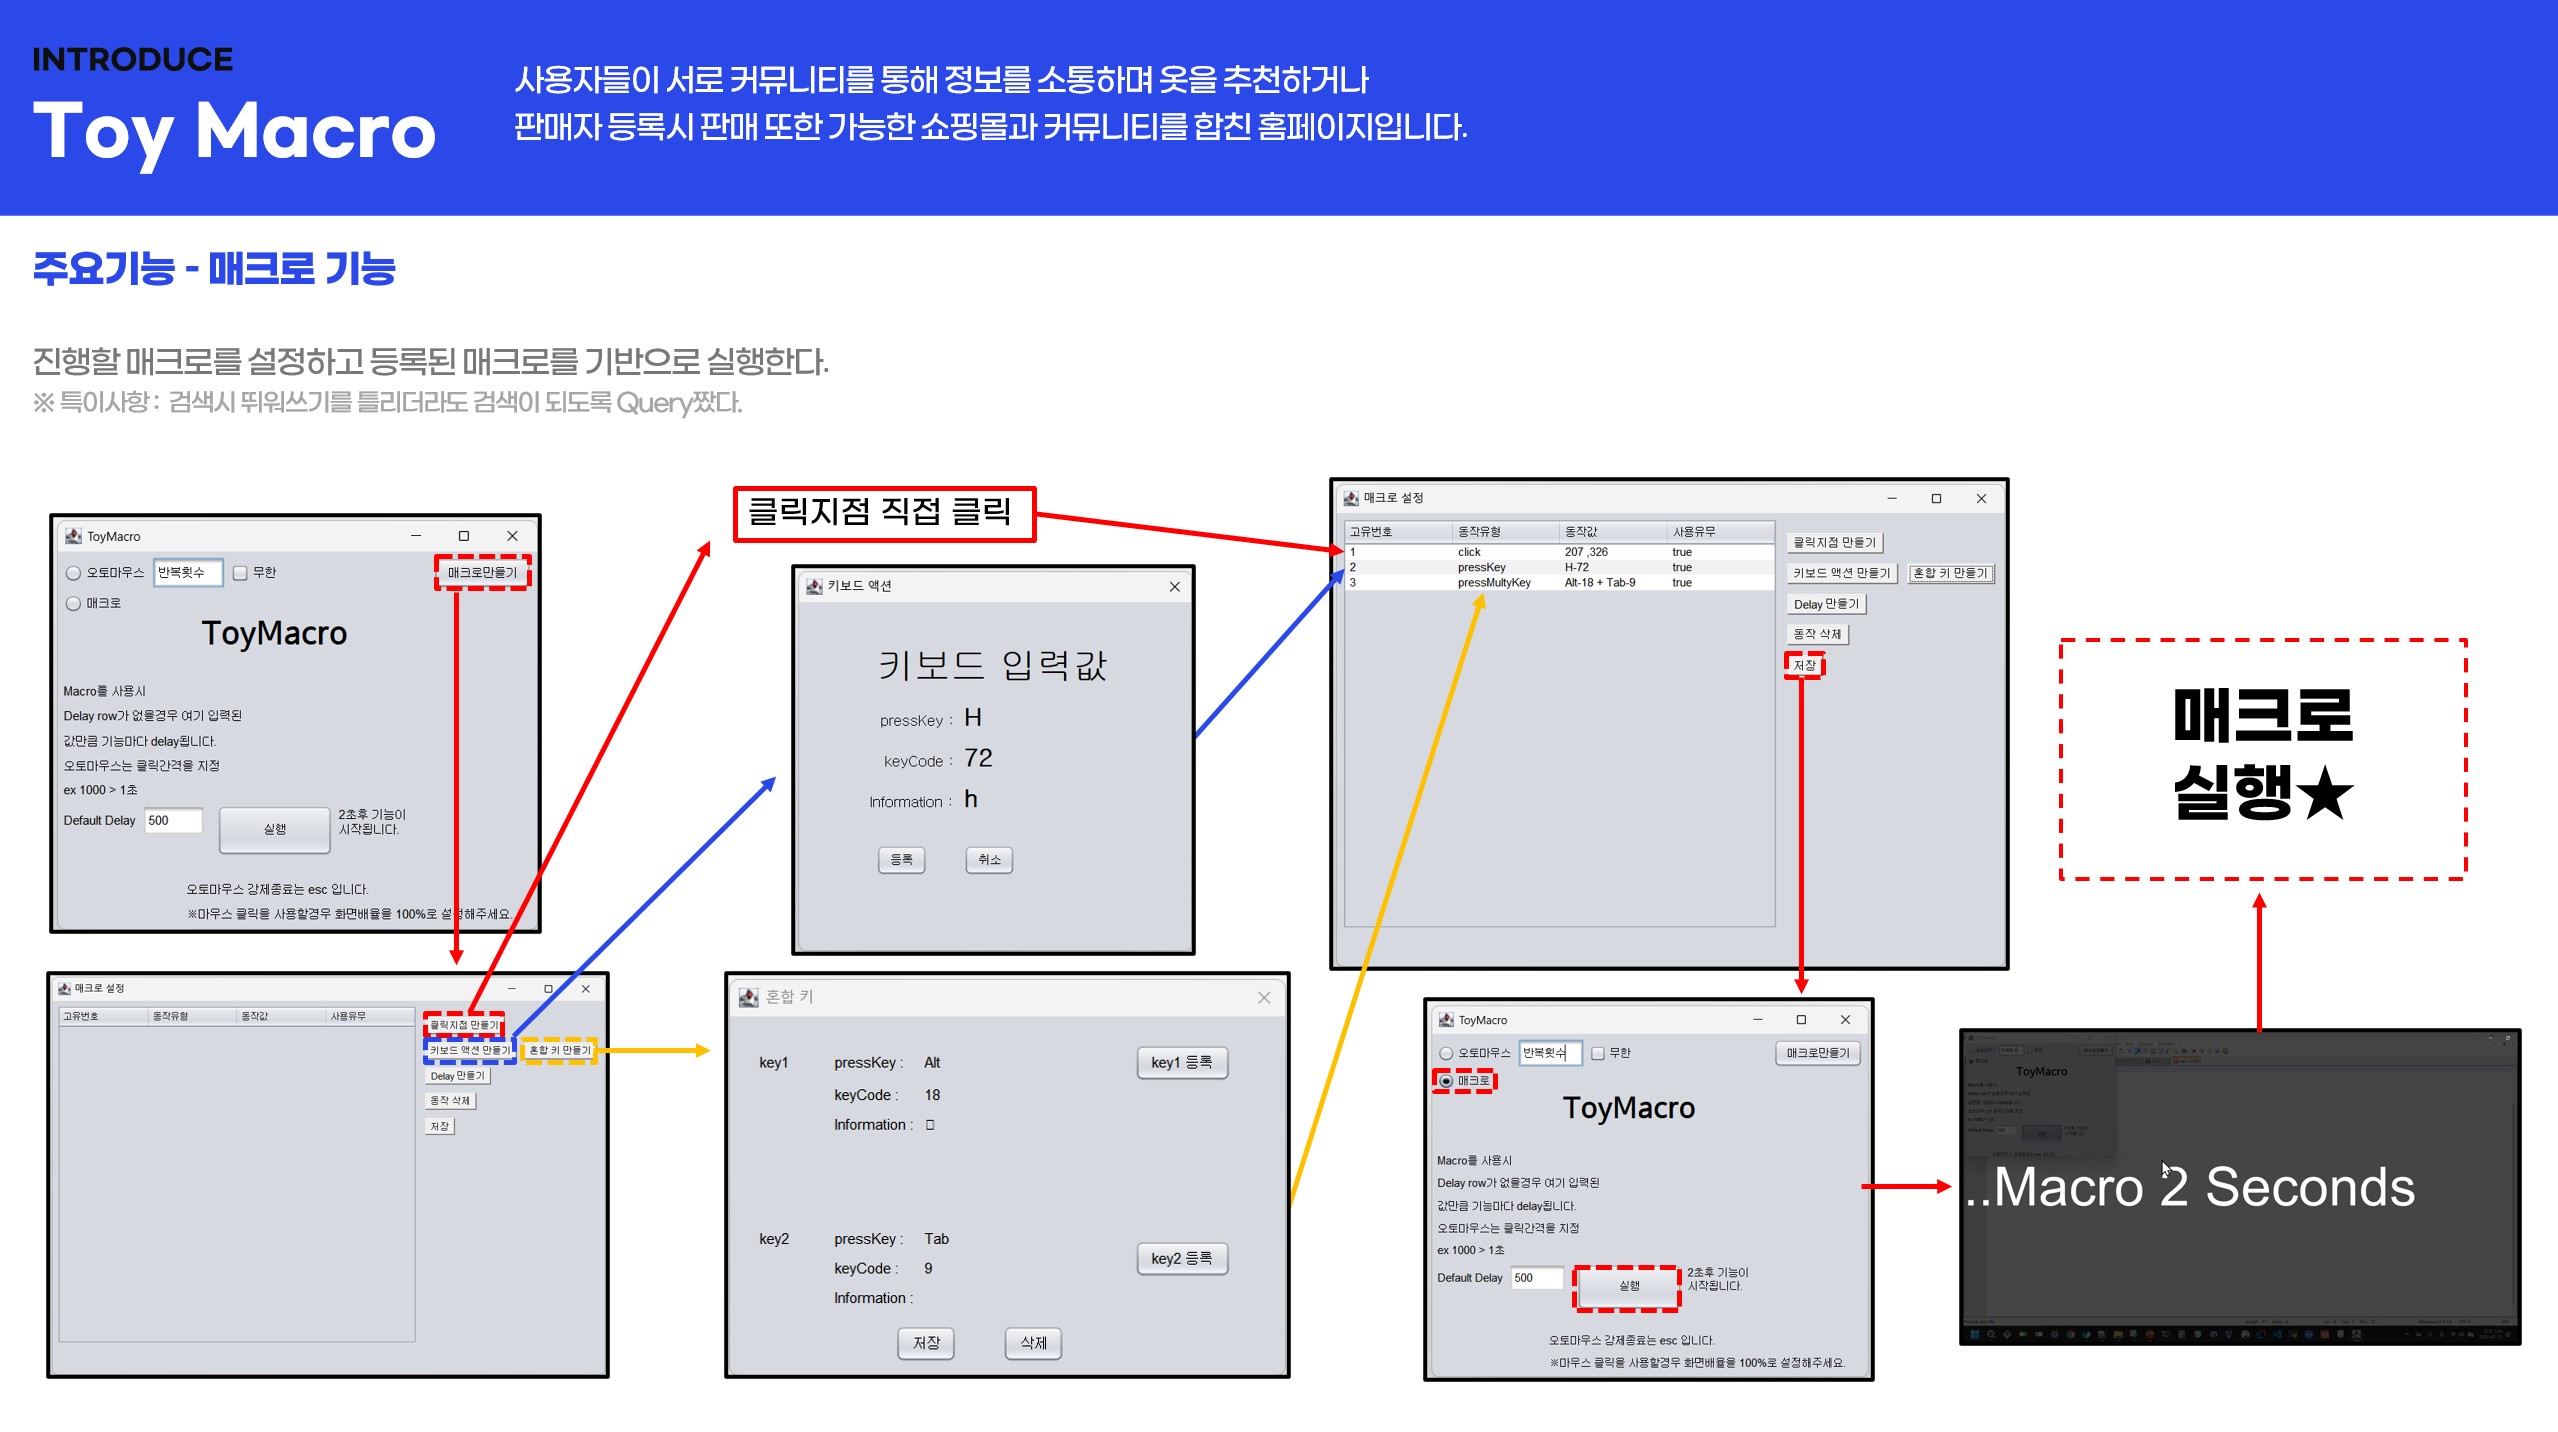 INTRODUCE
Toy Macro
사용자들이 서로 커뮤니티를 통해 정보를 소통하며 옷을 추천하거나
판매자 등록시 판매 또한 가능한 쇼핑몰과 커뮤니티를 합친 홈페이지입니다.
주요기능 - 매크로 기능
진행할 매크로를 설정하고 등록된 매크로를 기반으로 실행한다.
※ 특이사항 : 검색시 뛰워쓰기를 틀리더라도 검색이 되도록 Query짰다.
ToyMacro
오토마우스 반복횟수 무한 매크로만들기
매크로
ToyMacro
Macro를 사용시
Delay row가 없을경우 여기 입력된
값만큼 기능마다 delay됩니다.
오토마우스는 클릭간격을 지정
ex 1000 > 1초
Default Delay 500 실행 2초후 기능이
시작됩니다.
오토마우스 강제종료는 esc 입니다.
※마우스 클릭을 사용할경우 화면배율을 100%로 설정해주세요.
매크로 설정
고유번호 동작유형 동작값 사용유무
클릭지점 만들기
키보드 액션 만들기 혼합 키 만들기
Delay 만들기
동작 삭제
저장
클릭지점 직접 클릭
키보드 액션
키보드 입력값
pressKey : H
keyCode : 72
Information : h
등록 취소
혼합 키
key1 pressKey : Alt key1 등록
keyCode : 18
Information : □
key2 pressKey : Tab key2 등록
keyCode : 9
Information :
저장 삭제
매크로 설정
고유번호 동작유형 동작값 사용유무
1 click 207 ,326 true
2 pressKey H-72 true
3 pressMultyKey Alt-18 + Tab-9 true
클릭지점 만들기
키보드 액션 만들기 혼합 키 만들기
Delay 만들기
동작 삭제
저장
ToyMacro
오토마우스 반복횟수 무한 매크로만들기
매크로
ToyMacro
Macro를 사용시
Delay row가 없을경우 여기 입력된
값만큼 기능마다 delay됩니다.
오토마우스는 클릭간격을 지정
ex 1000 > 1초
Default Delay 500 실행 2초후 기능이
시작됩니다.
오토마우스 강제종료는 esc 입니다.
※마우스 클릭을 사용할경우 화면배율을 100%로 설정해주세요.
매크로
실행★
ToyMacro
..Macro 2 Seconds